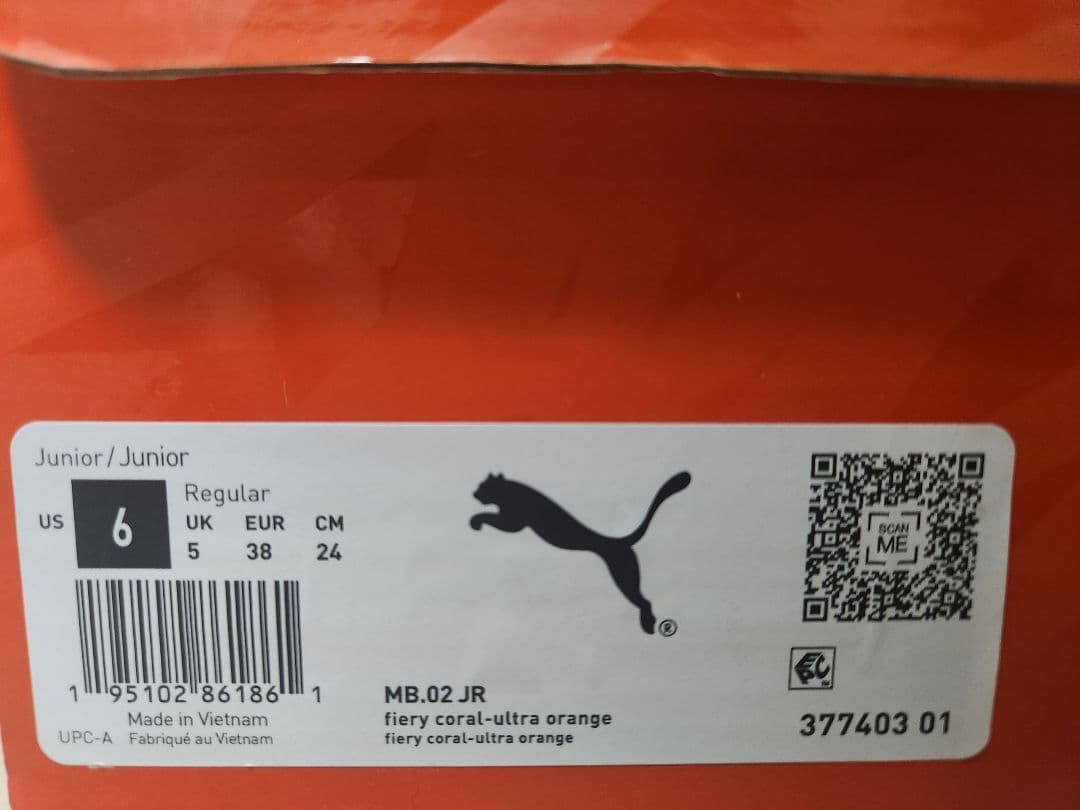 Junior/Junior
US 6
Regular
UK EUR CM
5 38 24
1 95102 86186 1
Made in Vietnam
UPC-A Fabriqué au Vietnam
®
MB.02 JR
fiery coral-ultra orange
fiery coral-ultra orange
SCAN
ME
EPC
377403 01